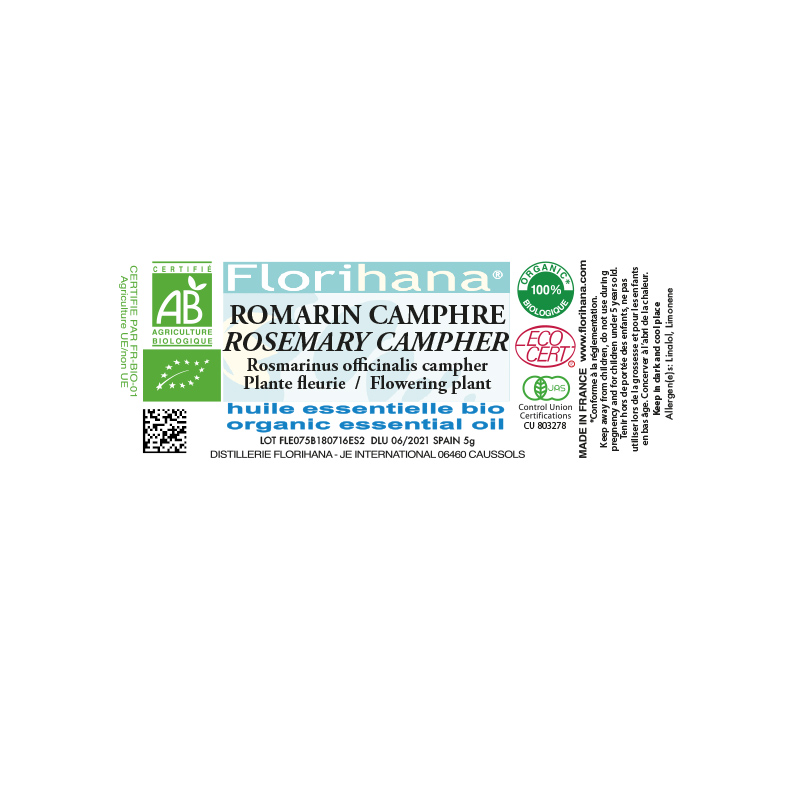 CERTIFIE PAR FR-BIO-01
Agriculture UE/non UE
CERTIFIÉ
AB
AGRICULTURE
BIOLOGIQUE
Florihana®
ROMARIN CAMPHRE
ROSEMARY CAMPHER
Rosmarinus officinalis campher
Plante fleurie / Flowering plant
huile essentielle bio
organic essential oil
LOT FLE075B180716ES2 DLU 06/2021 SPAIN 5g
DISTILLERIE FLORIHANA - JE INTERNATIONAL 06460 CAUSSOLS
ORGANIC*
100%
BIOLOGIQUE
ECO
CERT®
JAS
Control Union
Certifications
CU 803278
MADE IN FRANCE www.florihana.com
*Conforme à la réglementation.
Keep away from children, do not use during
pregnency and for children under 5 years old.
Tenir hors de portée des enfants, ne pas
utiliser lors de la grossesse et pour les enfants
en bas âge. Concerver à l'abri de la chaleur.
Keep in dark and cool place
Allergen(e)s: Linalol, Limonene